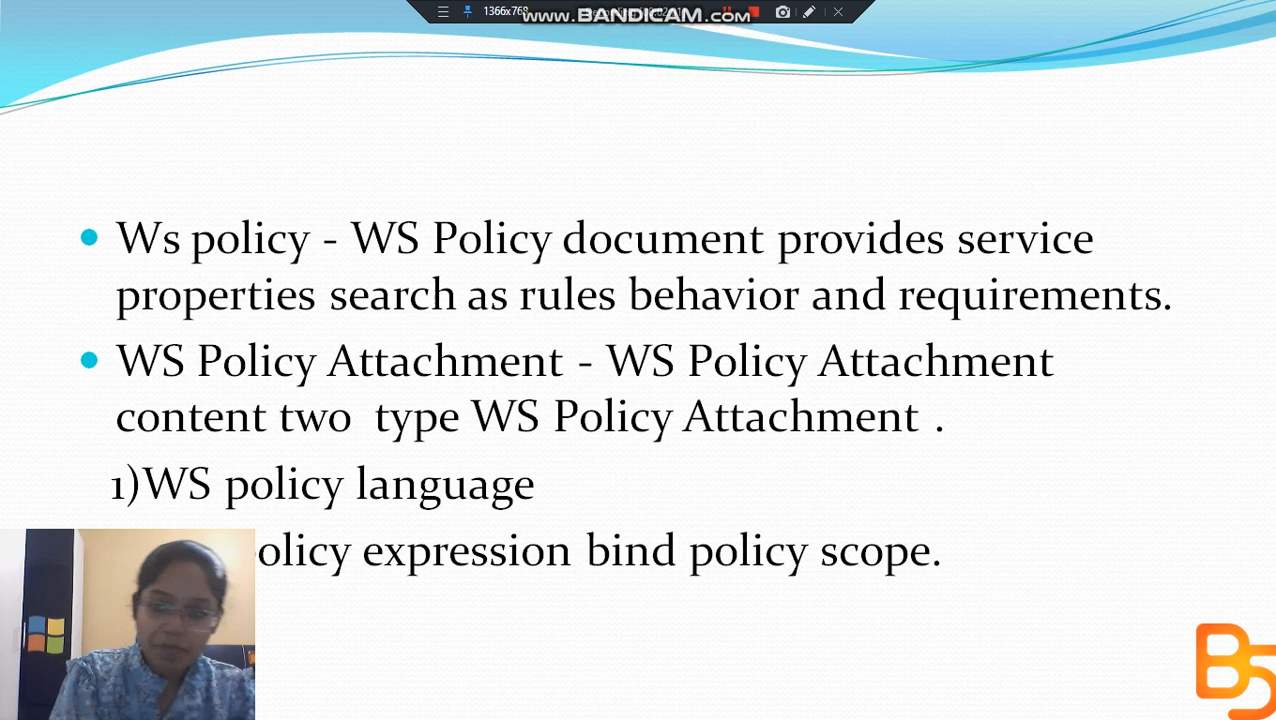 1366x768
www.BANDICAM.com
Ws policy - WS Policy document provides service
properties search as rules behavior and requirements.
WS Policy Attachment - WS Policy Attachment
content two type WS Policy Attachment .
1)WS policy language
policy expression bind policy scope.
B5